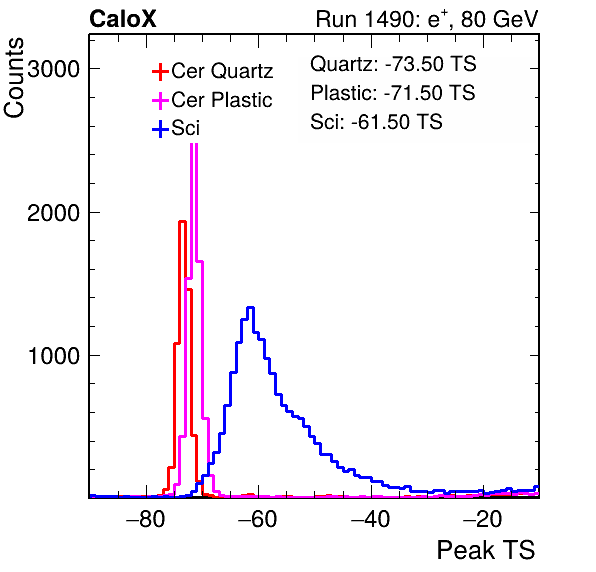 CaloX Run 1490: e⁺, 80 GeV
Counts
3000
2000
1000
Cer Quartz
Cer Plastic
Sci
Quartz: -73.50 TS
Plastic: -71.50 TS
Sci: -61.50 TS
−80 −60 −40 −20
Peak TS